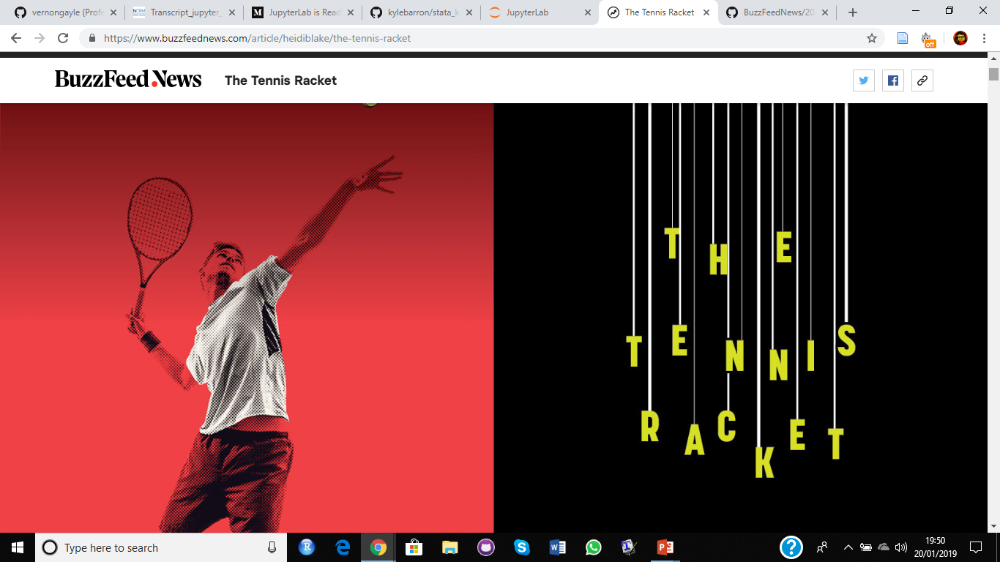 vernongayle (Profe
Transcript_jupyter_
JupyterLab is Read
kylebarron/stata_k
JupyterLab
The Tennis Racket
BuzzFeedNews/20
https://www.buzzfeednews.com/article/heidiblake/the-tennis-racket
off
BuzzFeed.News
The Tennis Racket
THE
TENNIS
RACKET
Type here to search
19:50
20/01/2019